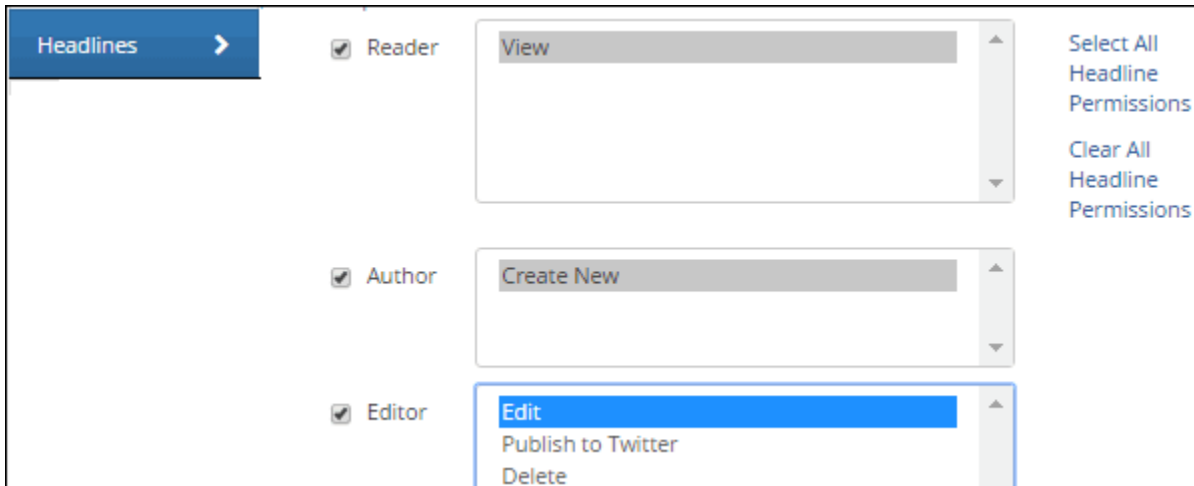 Headlines
Reader
View
Select All
Headline
Permissions
Clear All
Headline
Permissions
Author
Create New
Editor
Edit
Publish to Twitter
Delete